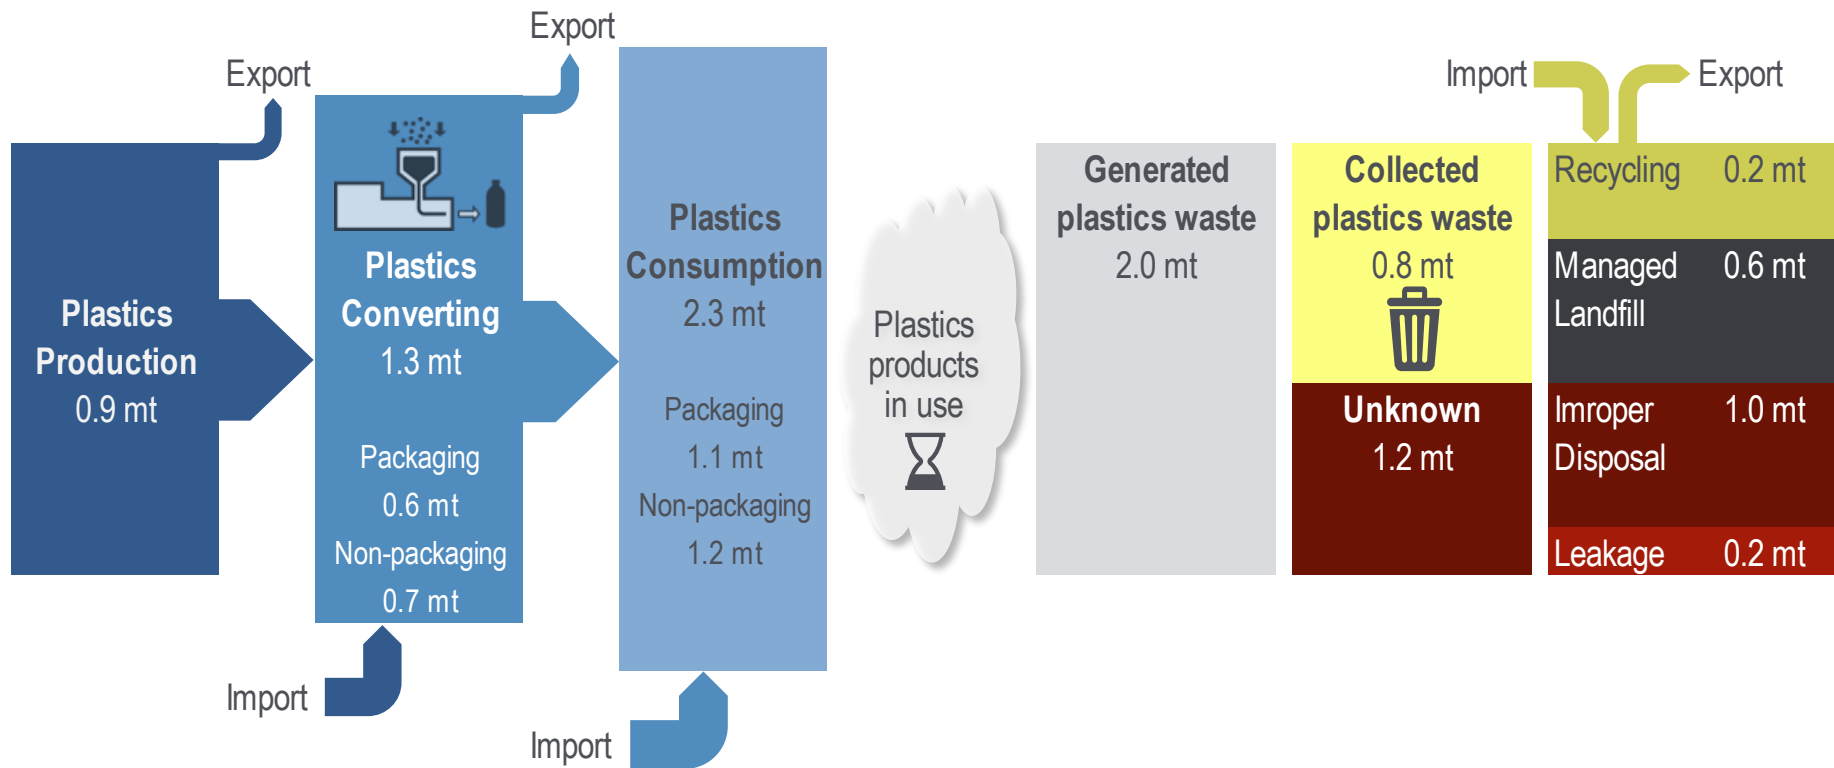 Export
Plastics
Production
0.9 mt
Export
Plastics
Converting
1.3 mt
Packaging
0.6 mt
Non-packaging
0.7 mt
Import
Plastics
Consumption
2.3 mt
Packaging
1.1 mt
Non-packaging
1.2 mt
Import
Plastics
products
in use
Generated
plastics waste
2.0 mt
Collected
plastics waste
0.8 mt
Unknown
1.2 mt
Import
Export
Recycling 0.2 mt
Managed 0.6 mt
Landfill
Imroper 1.0 mt
Disposal
Leakage 0.2 mt